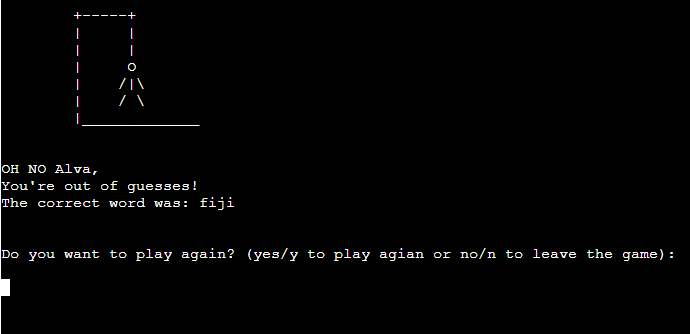 OH NO Alva,
You're out of guesses!
The correct word was: fiji
Do you want to play again? (yes/y to play agian or no/n to leave the game):